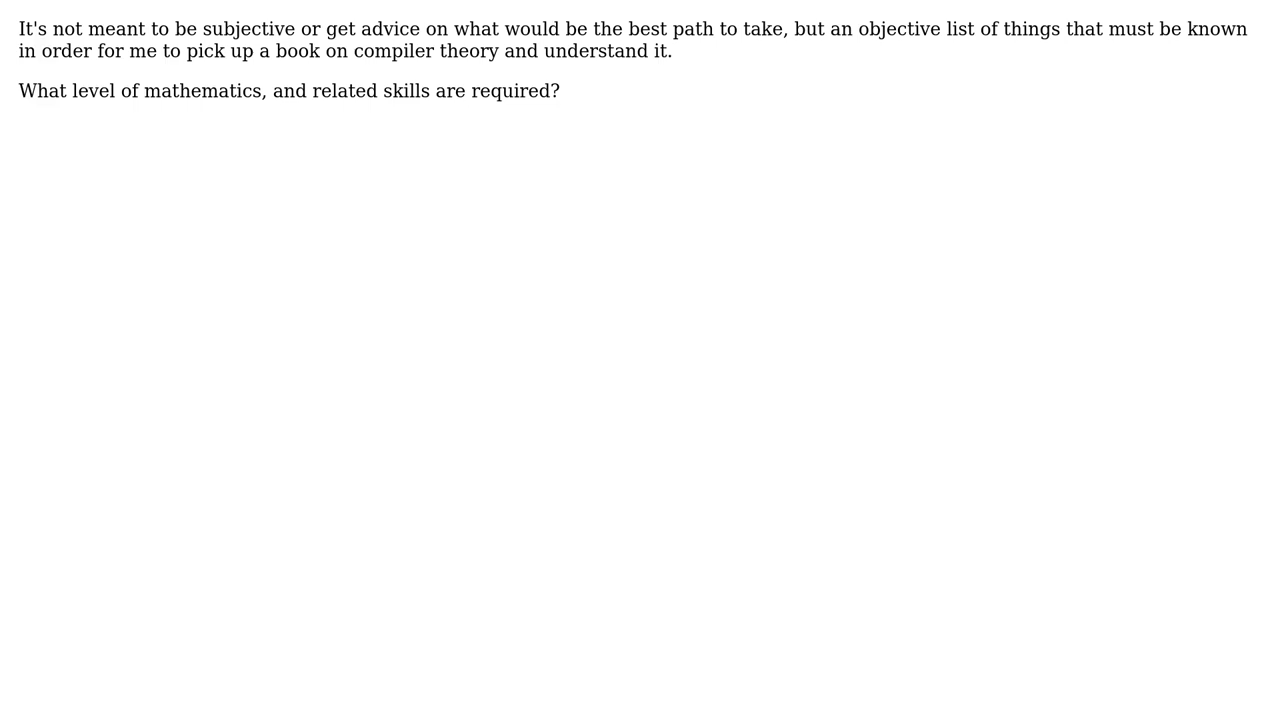 It's not meant to be subjective or get advice on what would be the best path to take, but an objective list of things that must be known
in order for me to pick up a book on compiler theory and understand it.
What level of mathematics, and related skills are required?